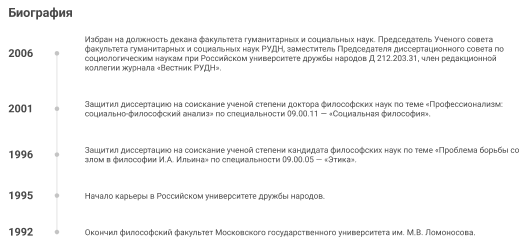 Биография
2006
Избран на должность декана факультета гуманитарных и социальных наук. Председатель Ученого совета
факультета гуманитарных и социальных наук РУДН, заместитель Председателя диссертационного совета по
социологическим наукам при Российском университете дружбы народов Д 212.203.31, член редакционной
коллегии журнала «Вестник РУДН».
2001
Защитил диссертацию на соискание ученой степени доктора философских наук по теме «Профессионализм:
социально-философский анализ» по специальности 09.00.11 — «Социальная философия».
1996
Защитил диссертацию на соискание ученой степени кандидата философских наук по теме «Проблема борьбы со
злом в философии И.А. Ильина» по специальности 09.00.05 — «Этика».
1995
Начало карьеры в Российском университете дружбы народов.
1992
Окончил философский факультет Московского государственного университета им. М.В. Ломоносова.